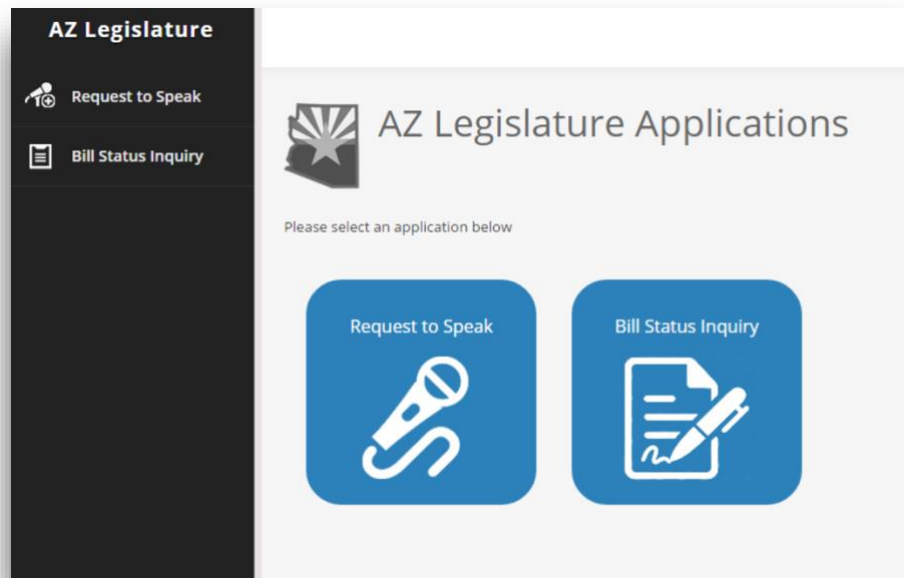 AZ Legislature
Request to Speak
Bill Status Inquiry
AZ Legislature Applications
Please select an application below
Request to Speak
Bill Status Inquiry